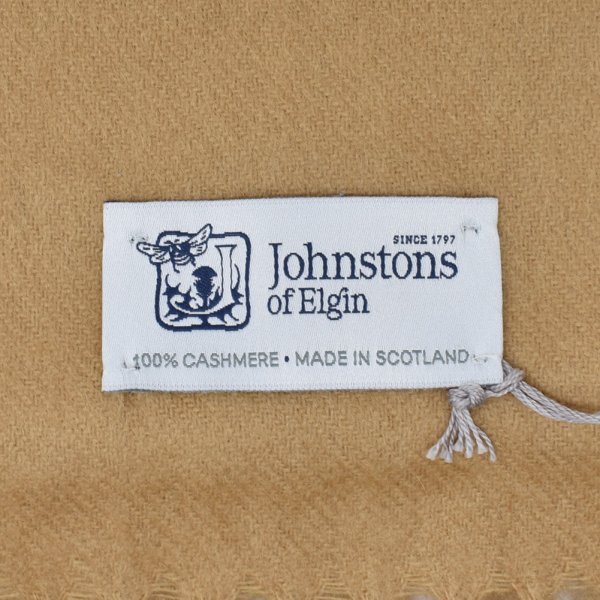 SINCE 1797
Johnstons
of Elgin
100% CASHMERE • MADE IN SCOTLAND